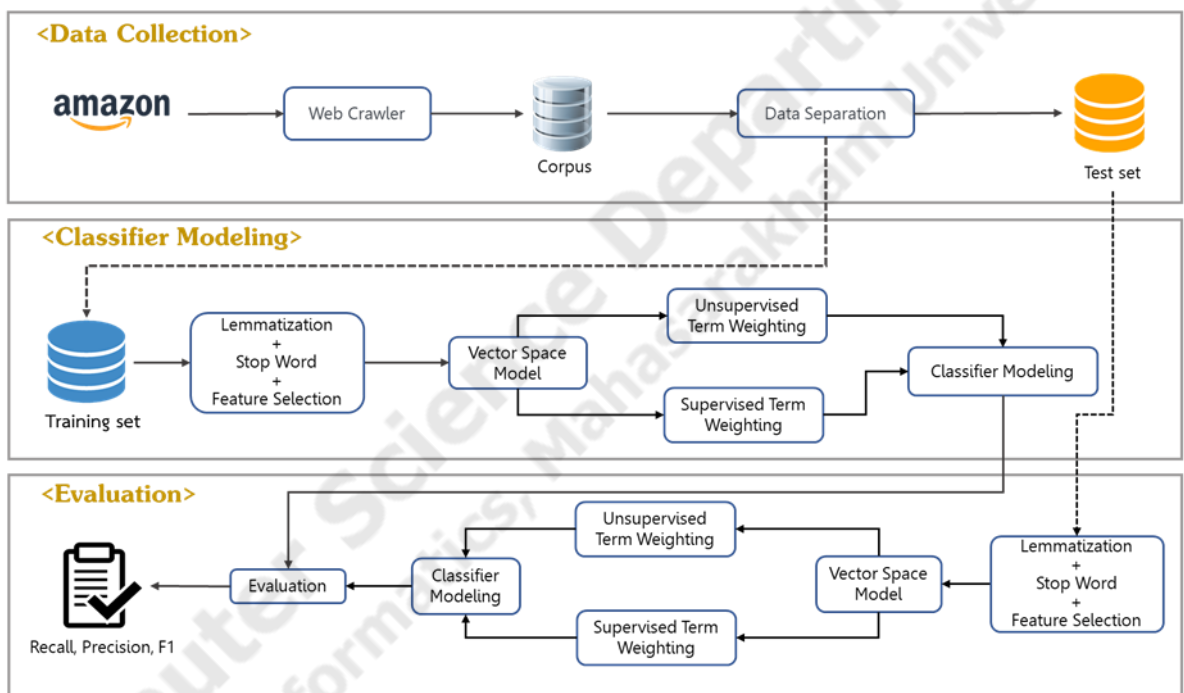 <Data Collection>
amazon
Web Crawler
Corpus
Data Separation
Test set
<Classifier Modeling>
Training set
Lemmatization
+
Stop Word
+
Feature Selection
Vector Space
Model
Unsupervised
Term Weighting
Supervised Term
Weighting
Classifier Modeling
<Evaluation>
Recall, Precision, F1
Evaluation
Classifier
Modeling
Unsupervised
Term Weighting
Supervised Term
Weighting
Vector Space
Model
Lemmatization
+
Stop Word
+
Feature Selection
Science
Mahasarakham